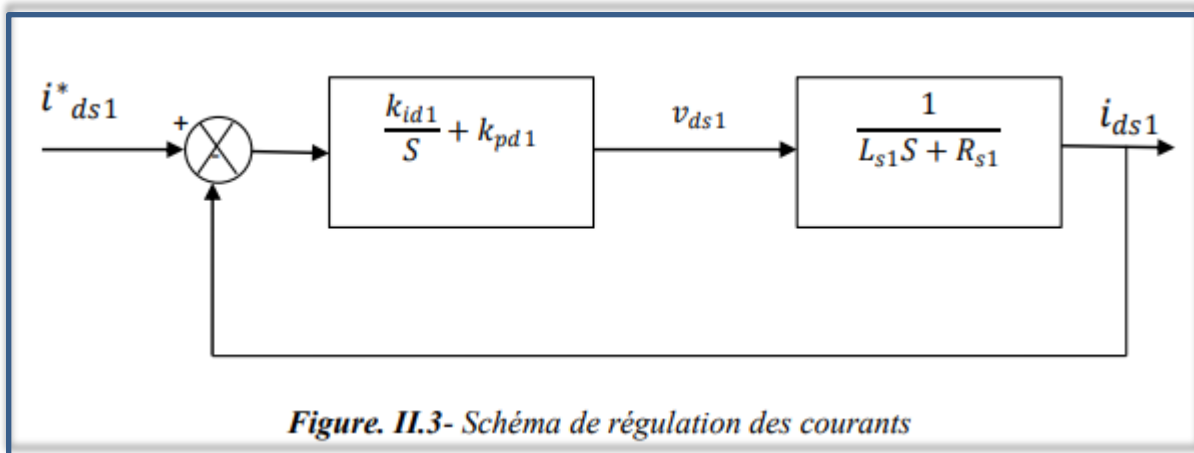 i*ds1
+
-
kid1/S + kpd1
vds1
1/(Ls1S + Rs1)
ids1
Figure. II.3- Schéma de régulation des courants